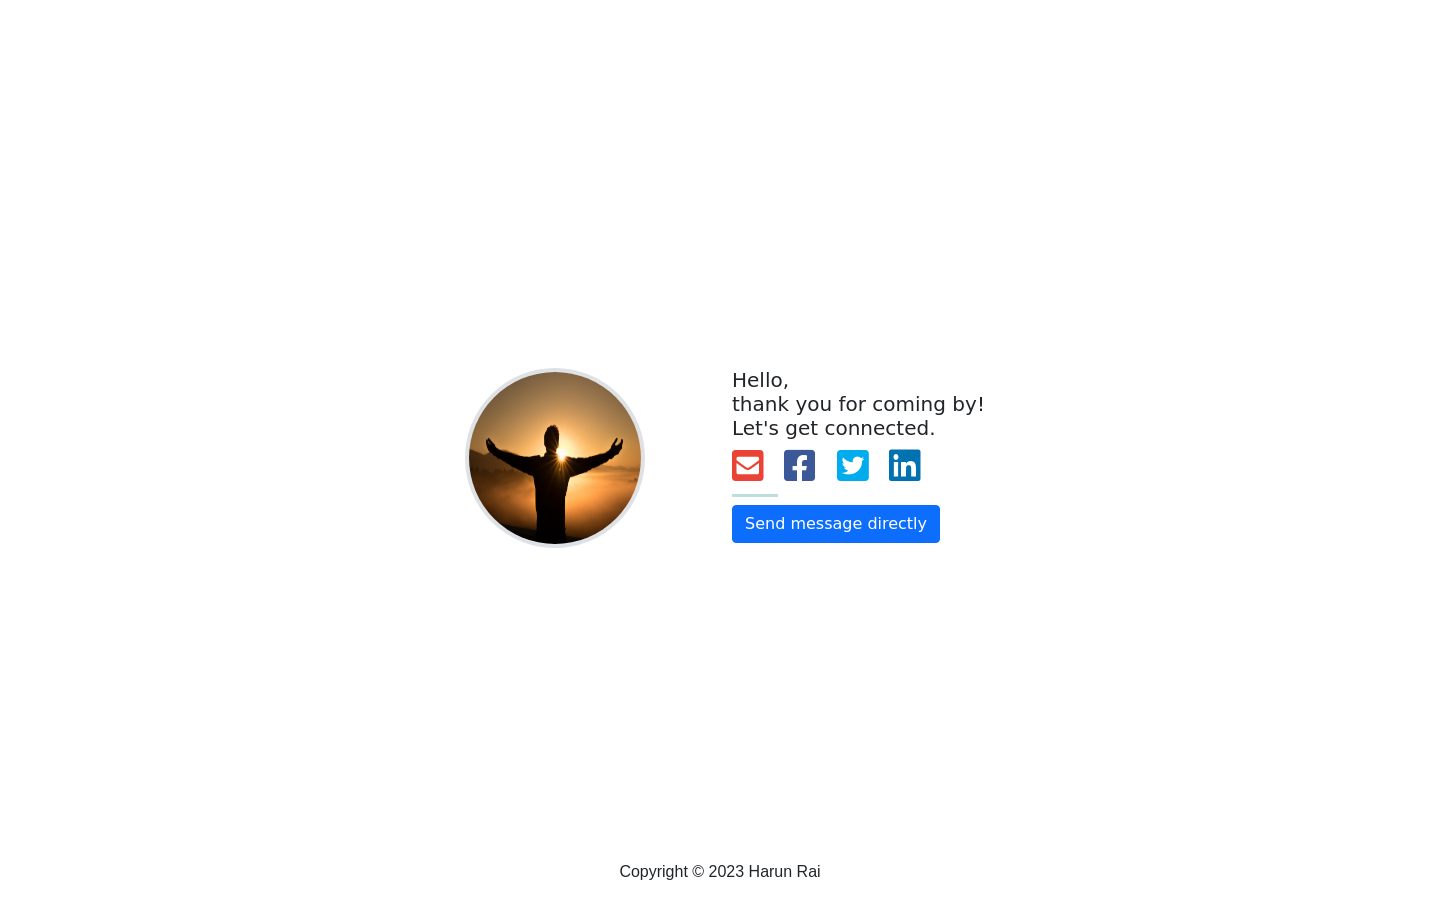 Hello,
thank you for coming by!
Let's get connected.
Send message directly
Copyright © 2023 Harun Rai